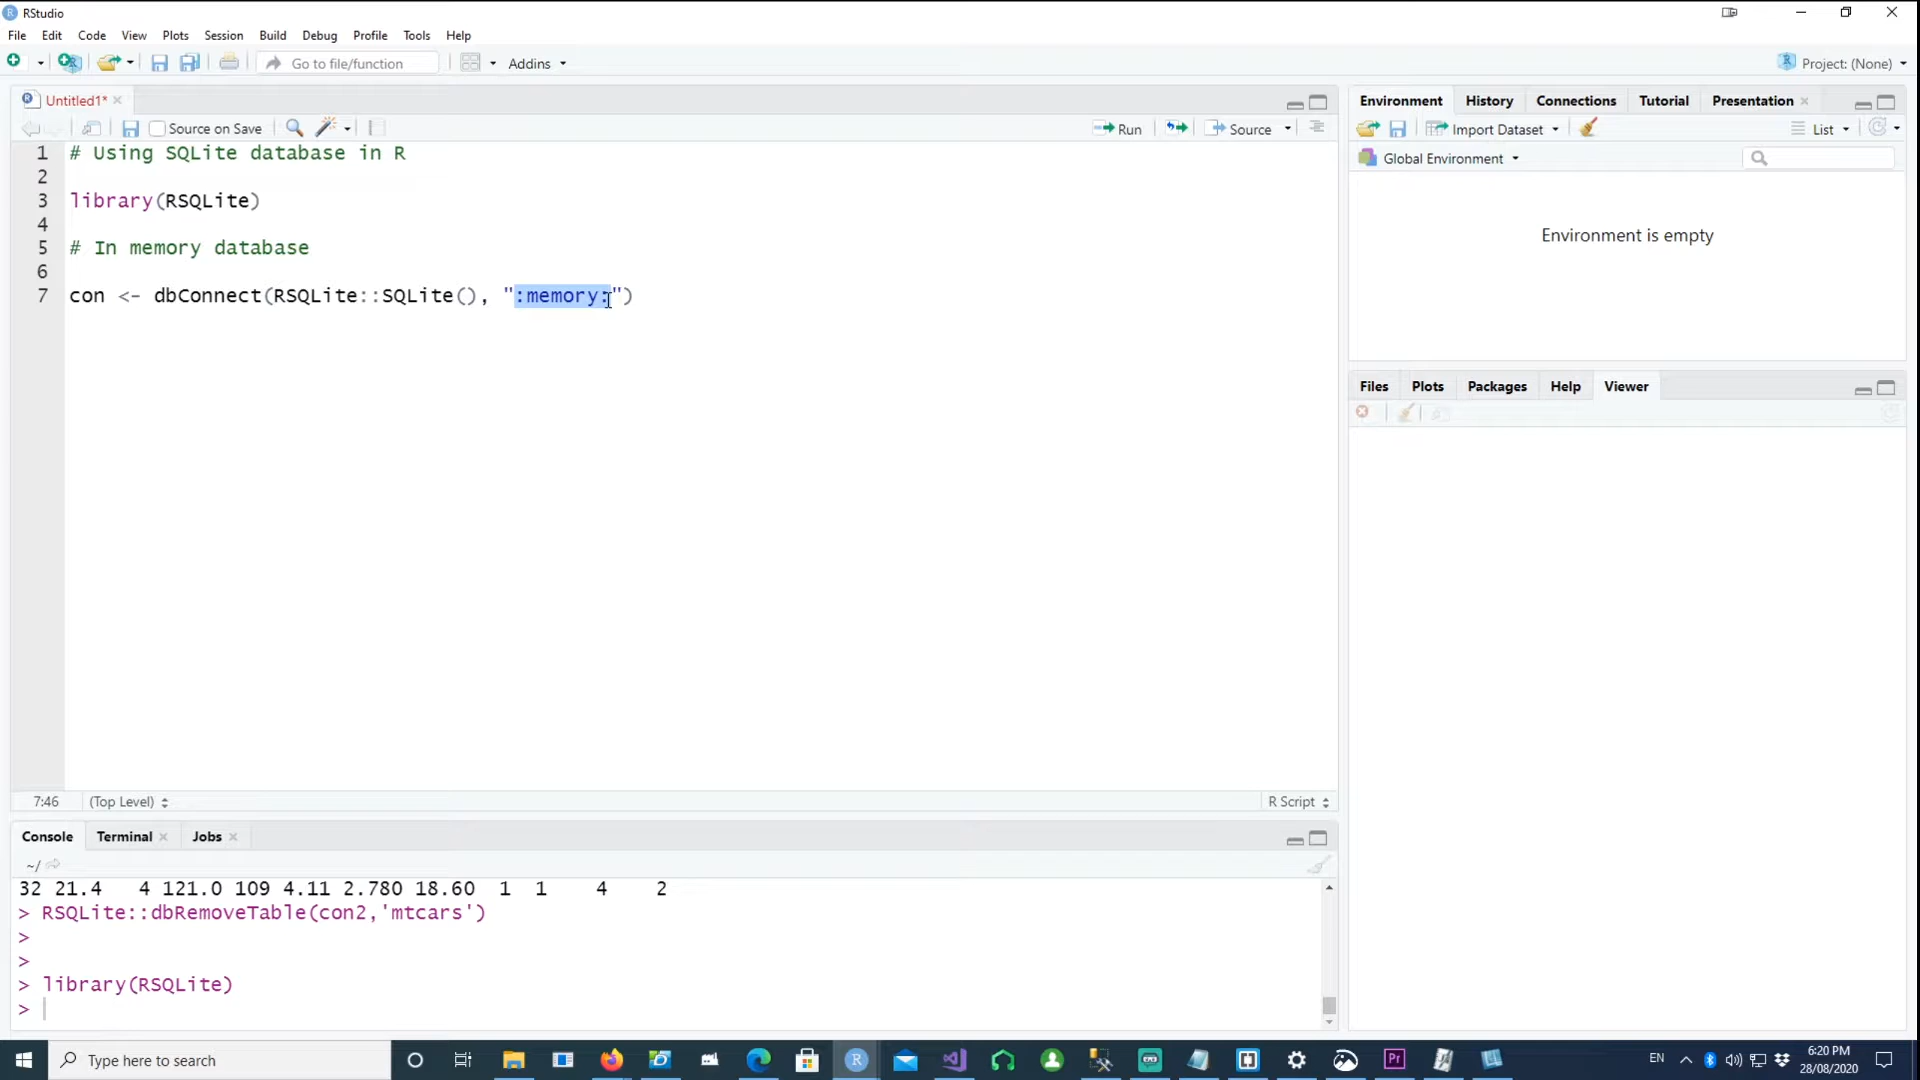 RStudio
File Edit Code View Plots Session Build Debug Profile Tools Help
Go to file/function Addins Project: (None)
Untitled1*
Source on Save Run Source
1 # Using SQLite database in R
2
3 library(RSQLite)
4
5 # In memory database
6
7 con <- dbConnect(RSQLite::SQLite(), ":memory:")
7:46 (Top Level) R Script
Console Terminal Jobs
~/
32 21.4 4 121.0 109 4.11 2.780 18.60 1 1 4 2
> RSQLite::dbRemoveTable(con2,'mtcars')
>
>
> library(RSQLite)
>
Environment History Connections Tutorial Presentation
Import Dataset List
Global Environment
Environment is empty
Files Plots Packages Help Viewer
Type here to search
EN
6:20 PM
28/08/2020